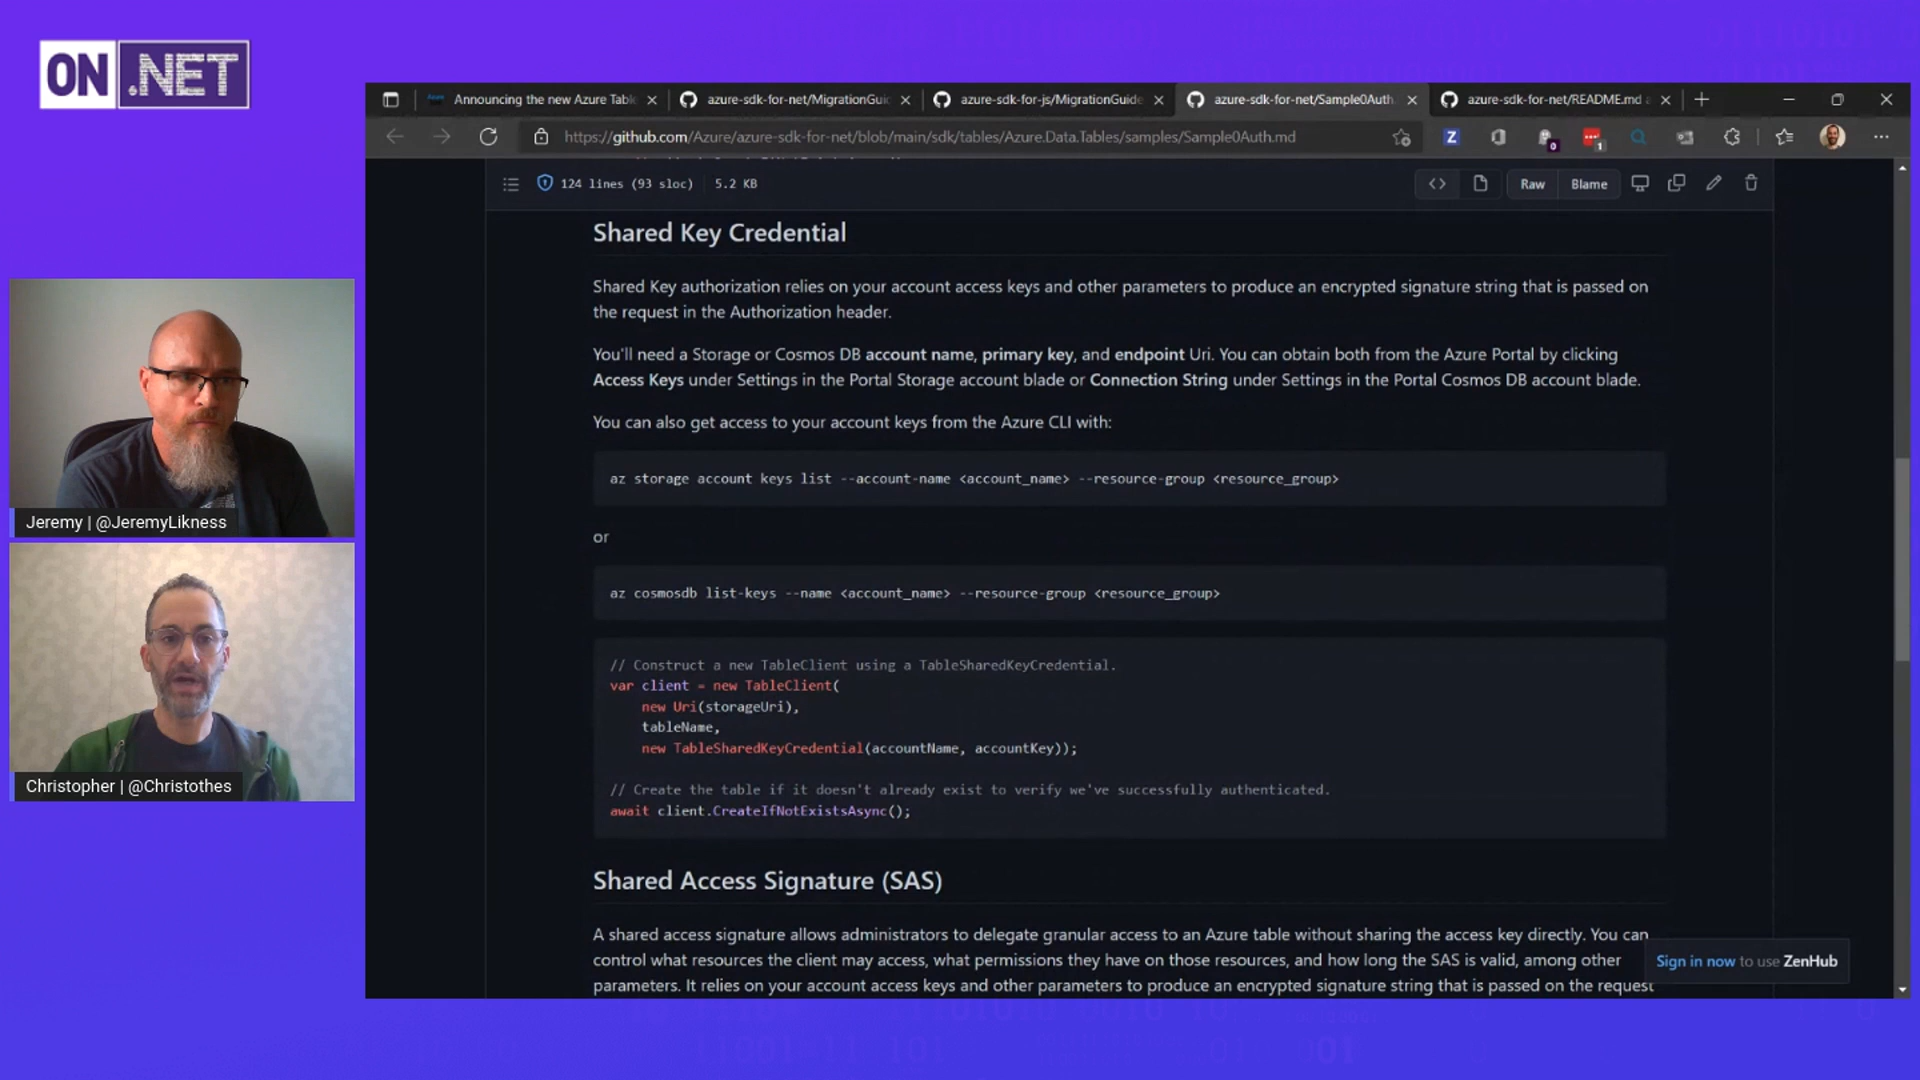 ON .NET
Announcing the new Azure Tabl
azure-sdk-for-net/MigrationGuid
azure-sdk-for-js/MigrationGuide
azure-sdk-for-net/Sample0Auth.
azure-sdk-for-net/README.md a
https://github.com/Azure/azure-sdk-for-net/blob/main/sdk/tables/Azure.Data.Tables/samples/Sample0Auth.md
Z
0
1
124 lines (93 sloc) 5.2 KB
Raw
Blame
Shared Key Credential
Shared Key authorization relies on your account access keys and other parameters to produce an encrypted signature string that is passed on
the request in the Authorization header.
You'll need a Storage or Cosmos DB account name, primary key, and endpoint Uri. You can obtain both from the Azure Portal by clicking
Access Keys under Settings in the Portal Storage account blade or Connection String under Settings in the Portal Cosmos DB account blade.
You can also get access to your account keys from the Azure CLI with:
az storage account keys list --account-name <account_name> --resource-group <resource_group>
or
az cosmosdb list-keys --name <account_name> --resource-group <resource_group>
// Construct a new TableClient using a TableSharedKeyCredential.
var client = new TableClient(
new Uri(storageUri),
tableName,
new TableSharedKeyCredential(accountName, accountKey));
// Create the table if it doesn't already exist to verify we've successfully authenticated.
await client.CreateIfNotExistsAsync();
Shared Access Signature (SAS)
A shared access signature allows administrators to delegate granular access to an Azure table without sharing the access key directly. You can
control what resources the client may access, what permissions they have on those resources, and how long the SAS is valid, among other
parameters. It relies on your account access keys and other parameters to produce an encrypted signature string that is passed on the request
Sign in now to use ZenHub
Jeremy | @JeremyLikness
Christopher | @Christothes